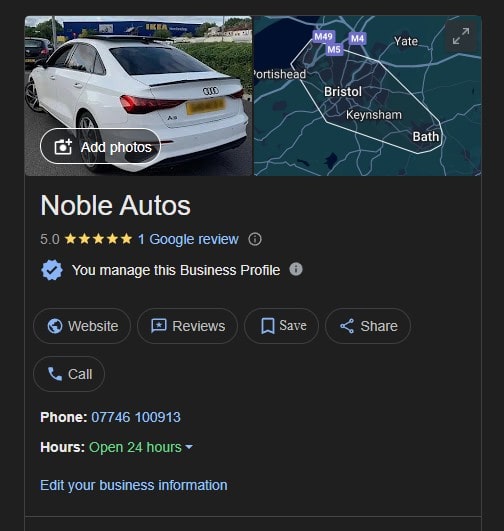 M49
M4
M5
Yate
Portishead
Bristol
Keynsham
Bath
A3
Add photos
Noble Autos
5.0 ★★★★★ 1 Google review
You manage this Business Profile
Website
Reviews
Save
Share
Call
Phone: 07746 100913
Hours: Open 24 hours
Edit your business information